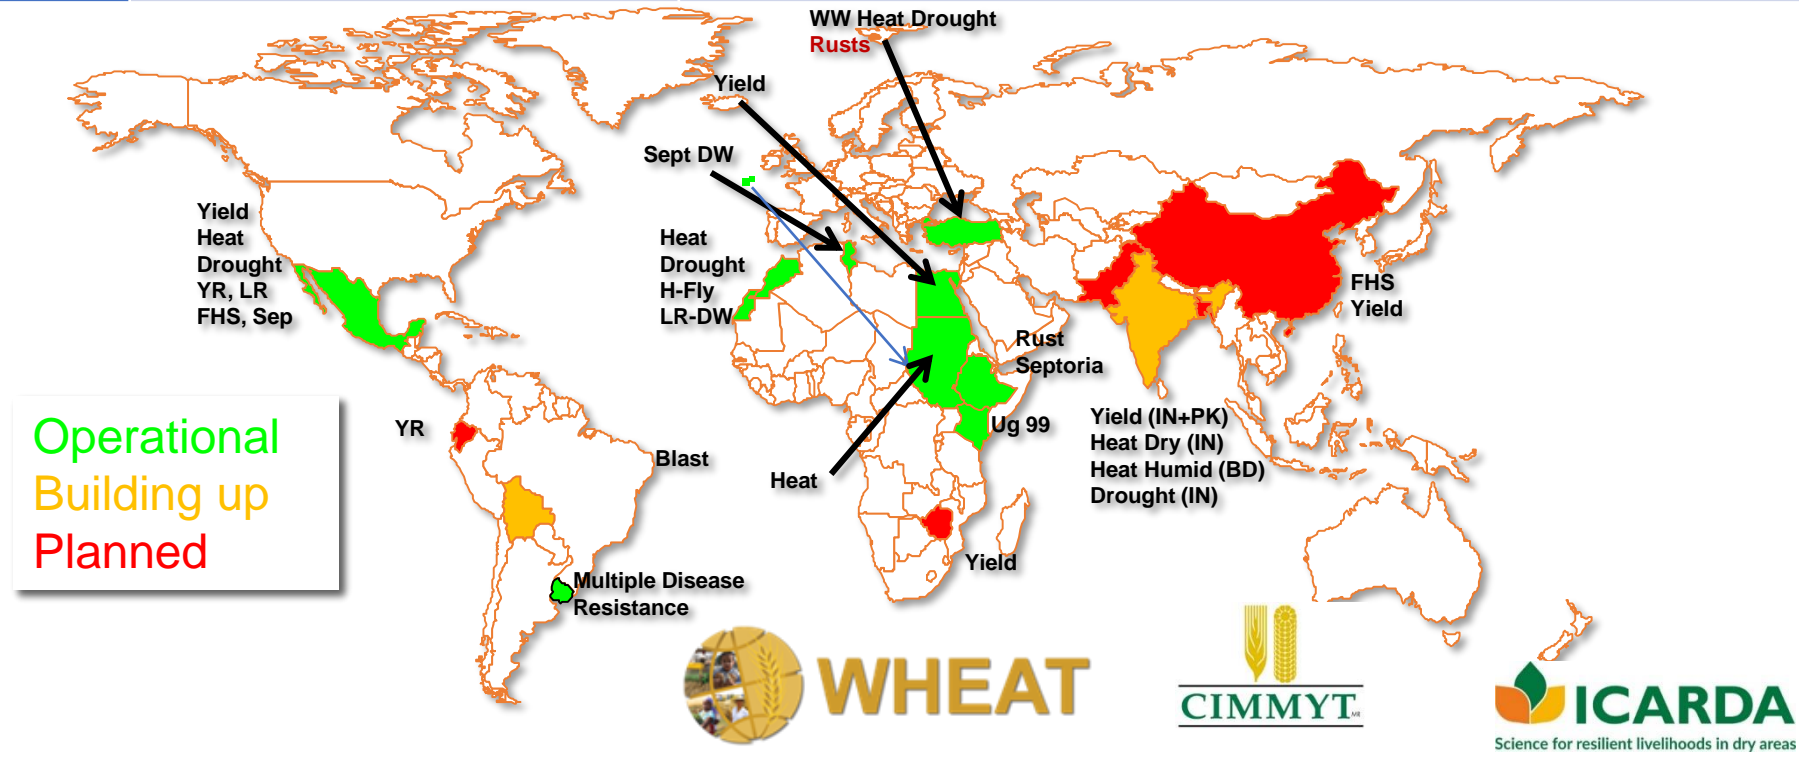 WW Heat Drought
Rusts
Yield
Sept DW
Yield
Heat
Drought
YR, LR
FHS, Sep
Heat
Drought
H-Fly
LR-DW
FHS
Yield
Rust
Septoria
Ug 99
Yield (IN+PK)
Heat Dry (IN)
Heat Humid (BD)
Drought (IN)
Operational
Building up
Planned
YR
Blast
Heat
Yield
Multiple Disease
Resistance
WHEAT
CIMMYT
ICARDA
Science for resilient livelihoods in dry areas